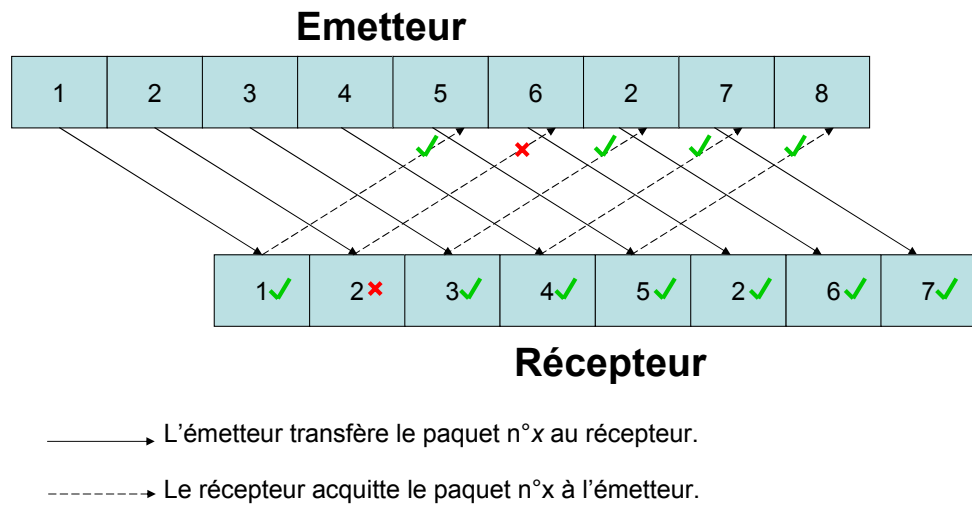 Emetteur
1 2 3 4 5 6 2 7 8
1 2 3 4 5 2 6 7
Récepteur
L'émetteur transfère le paquet n°x au récepteur.
Le récepteur acquitte le paquet n°x à l'émetteur.